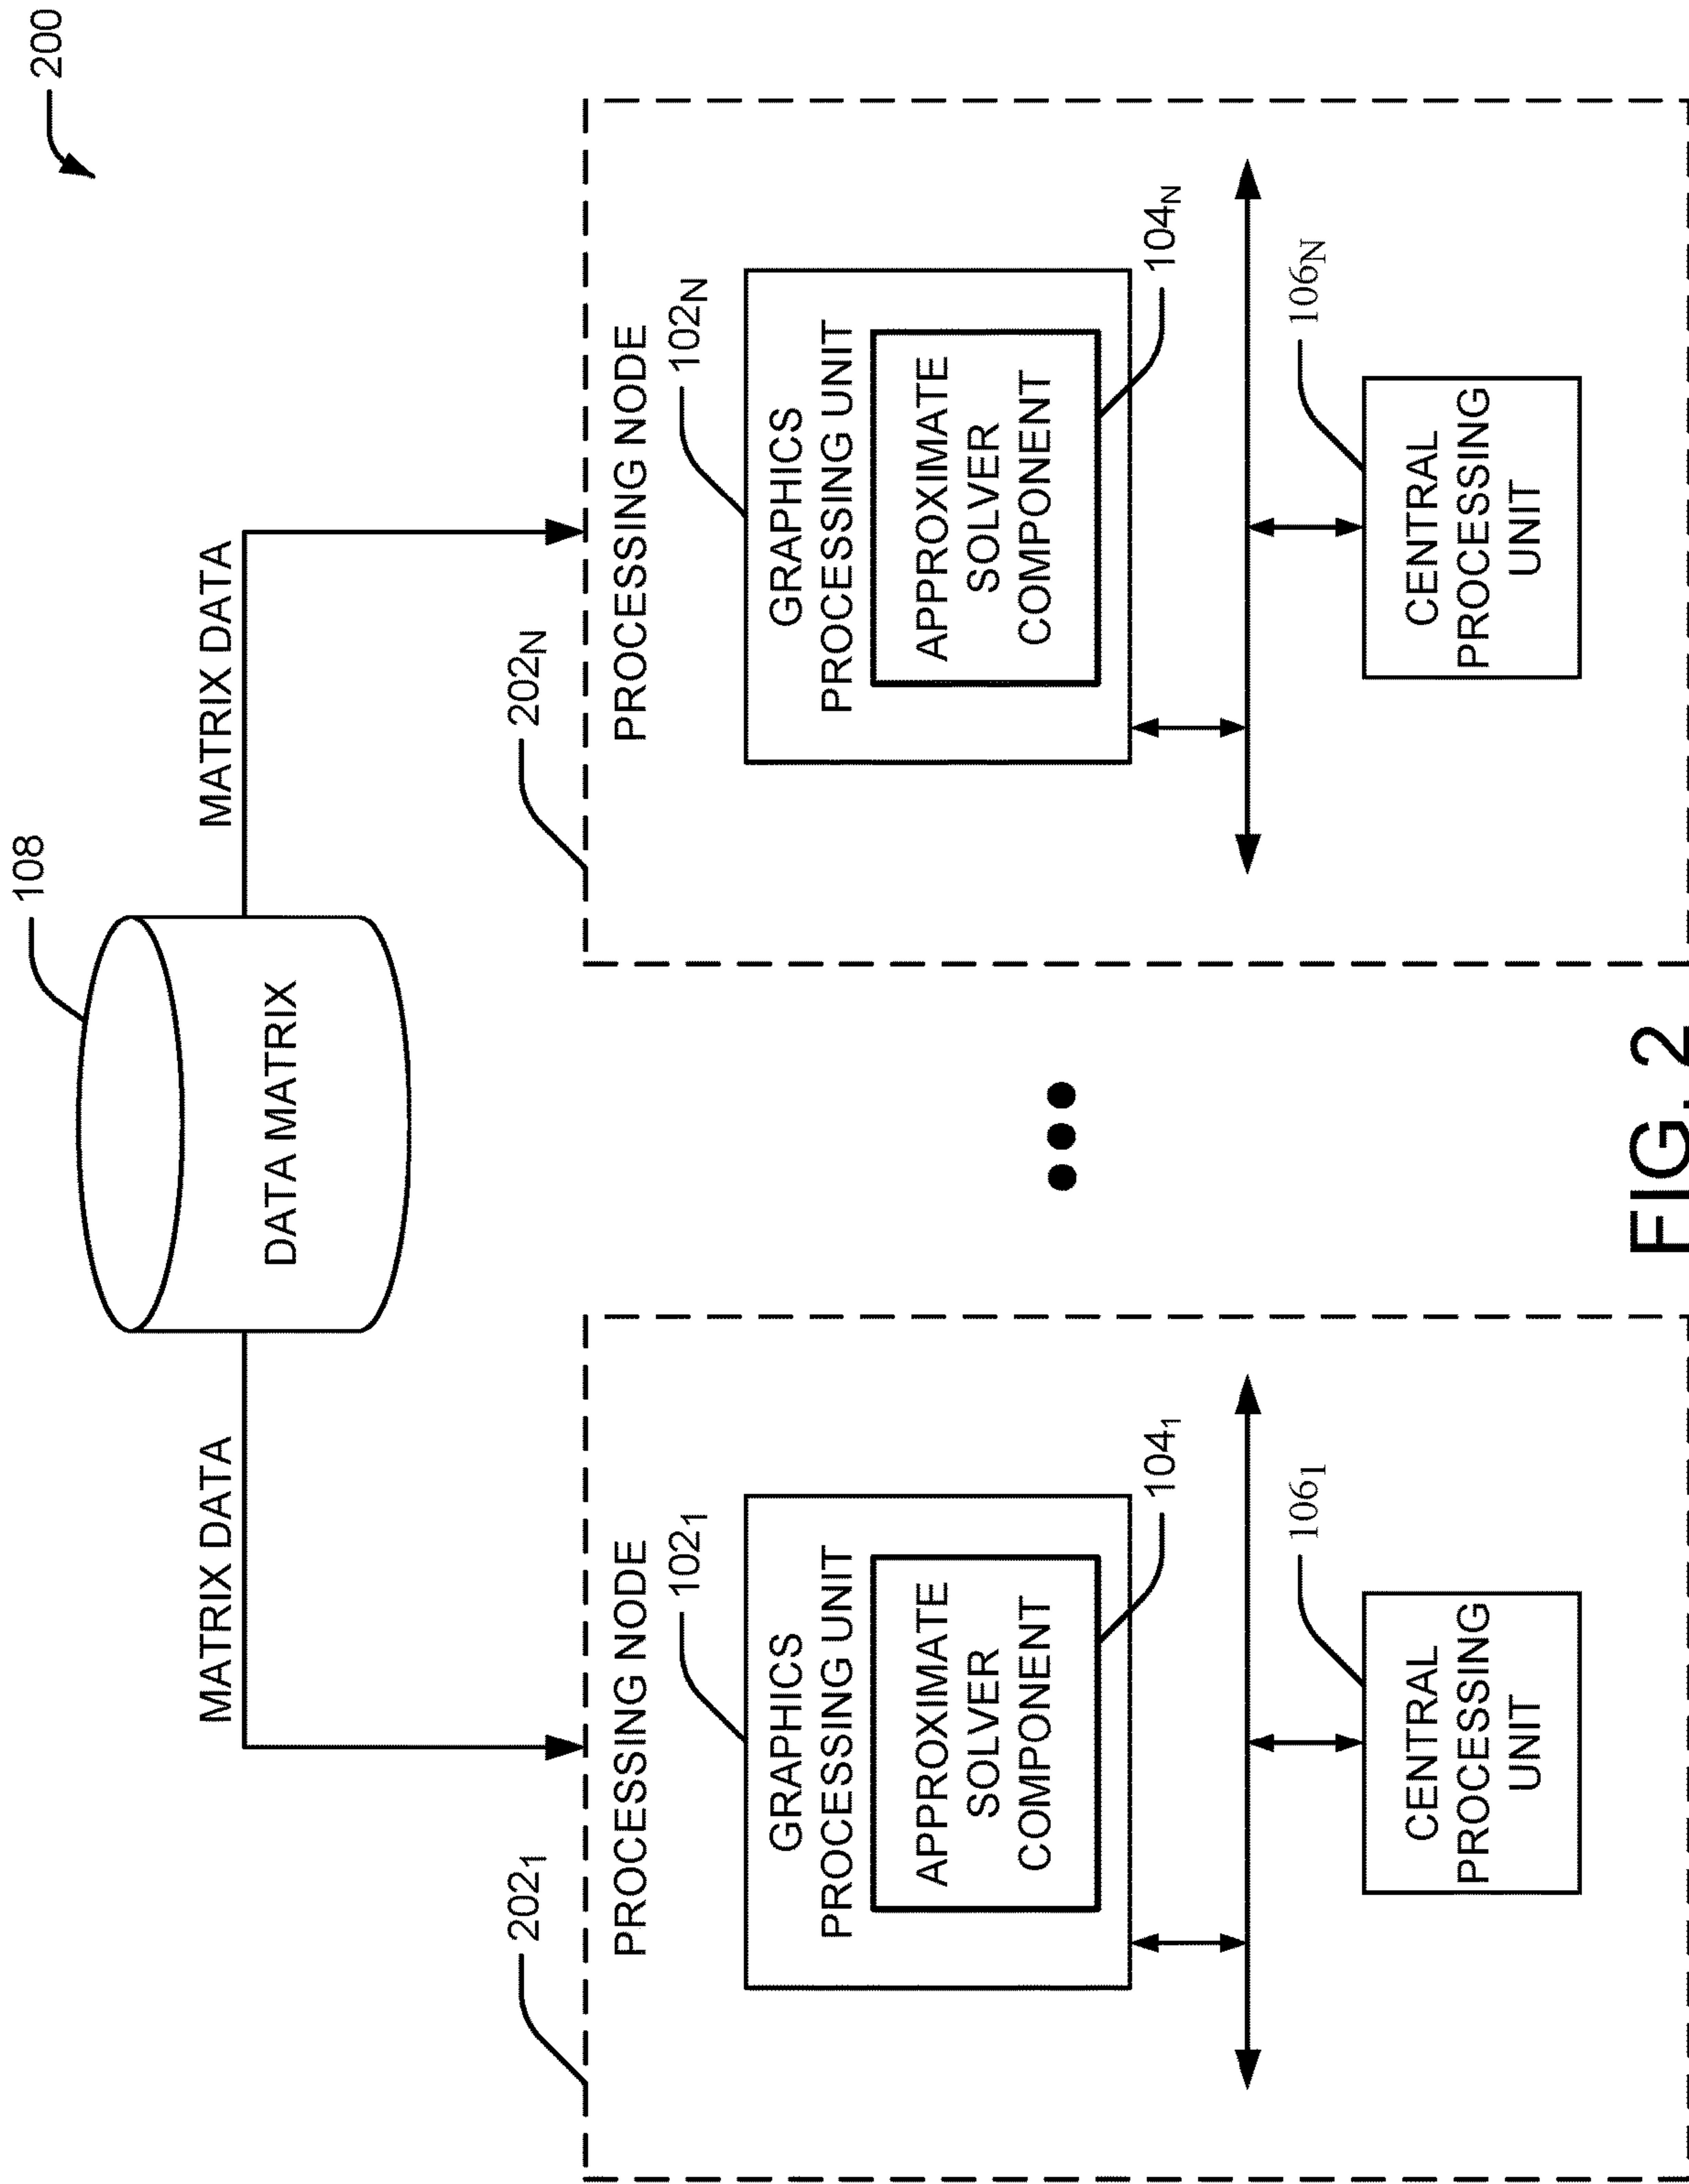 200
108
DATA MATRIX
MATRIX DATA
MATRIX DATA
202₁
PROCESSING NODE
102₁
GRAPHICS
PROCESSING UNIT
APPROXIMATE
SOLVER
COMPONENT
104₁
106₁
CENTRAL
PROCESSING
UNIT
202N
PROCESSING NODE
102N
GRAPHICS
PROCESSING UNIT
APPROXIMATE
SOLVER
COMPONENT
104N
106N
CENTRAL
PROCESSING
UNIT
FIG. 2